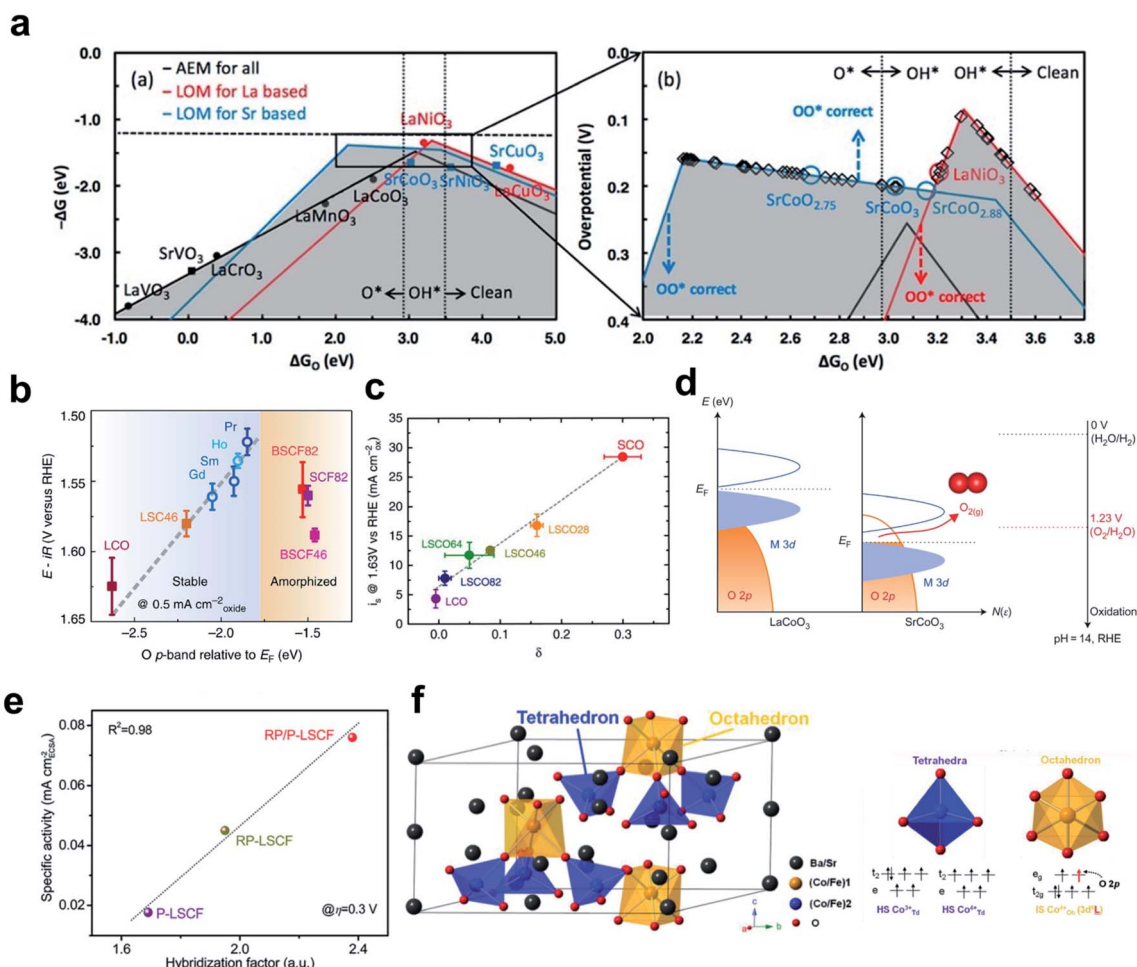 a
(a)
AEM for all
LOM for La based
LOM for Sr based
LaNiO3
SrCuO3
SrCoO3
SrNiO3
LaCuO3
LaCoO3
LaMnO3
SrVO3
LaCrO3
LaVO3
O* OH* Clean
0.0
-1.0
-2.0
-3.0
-4.0
−ΔG (eV)
-1.0 0.0 1.0 2.0 3.0 4.0 5.0
ΔGO (eV)
(b)
O* OH* OH* Clean
OO* correct
LaNiO3
SrCoO2.75 SrCoO3 SrCoO2.88
OO* correct
OO* correct
0.0
0.1
0.2
0.3
0.4
Overpotential (V)
2.0 2.2 2.4 2.6 2.8 3.0 3.2 3.4 3.6 3.8
ΔGO (eV)
b
1.50
1.55
1.60
1.65
E - iR (V versus RHE)
Pr
Ho
Sm
Gd
BSCF82
SCF82
LSC46
BSCF46
LCO
Stable
Amorphized
@ 0.5 mA cm−2oxide
−2.5 −2.0 −1.5
O p-band relative to EF (eV)
c
35
30
25
20
15
10
5
0
is @ 1.63V vs RHE (mA cm-2ox)
SCO
LSCO28
LSCO64
LSCO46
LSCO82
LCO
0.0 0.1 0.2 0.3
δ
d
E (eV)
EF
M 3d
O 2p
LaCoO3
EF
O2(g)
M 3d
O 2p
SrCoO3
N(ε)
0 V
(H2O/H2)
1.23 V
(O2/H2O)
Oxidation
pH = 14, RHE
e
R2=0.98
RP/P-LSCF
RP-LSCF
P-LSCF
@η=0.3 V
0.08
0.06
0.04
0.02
Specific activity (mA cm-2ECSA)
1.6 2.0 2.4
Hybridization factor (a.u.)
f
Tetrahedron
Octahedron
Ba/Sr
(Co/Fe)1
(Co/Fe)2
O
c
a
b
Tetrahedra
Octahedron
t2
e
HS Co3+Td
t2
e
HS Co4+Td
eg
t2g
O 2p